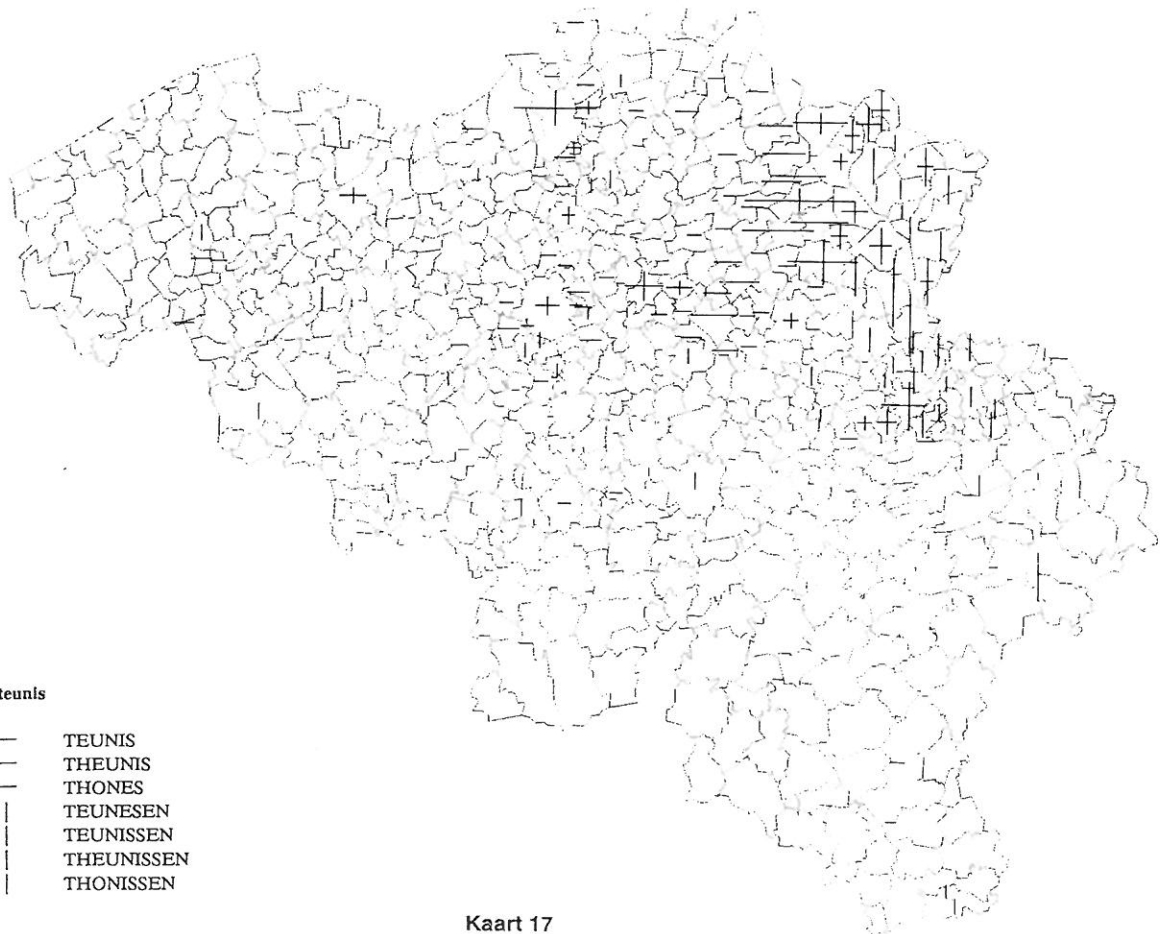 teunis
TEUNIS
THEUNIS
THONES
TEUNESEN
TEUNISSEN
THEUNISSEN
THONISSEN
Kaart 17